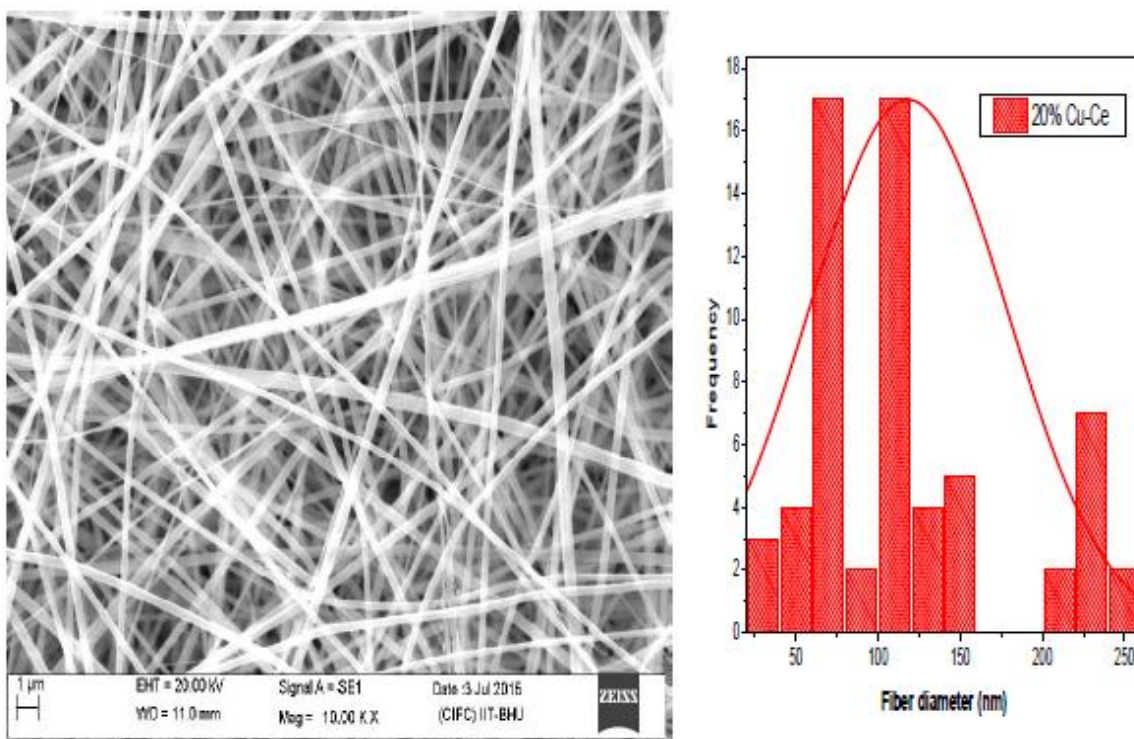 1 µm
EHT = 20.00 kV
Signal A = SE1
Date :3 Jul 2015
WD = 11.0 mm
Mag = 10.00 K X
(CIFC) IIT-BHU
ZEISS
20% Cu-Ce
18
16
14
12
10
8
6
4
2
0
Frequency
50
100
150
200
250
Fiber diameter (nm)